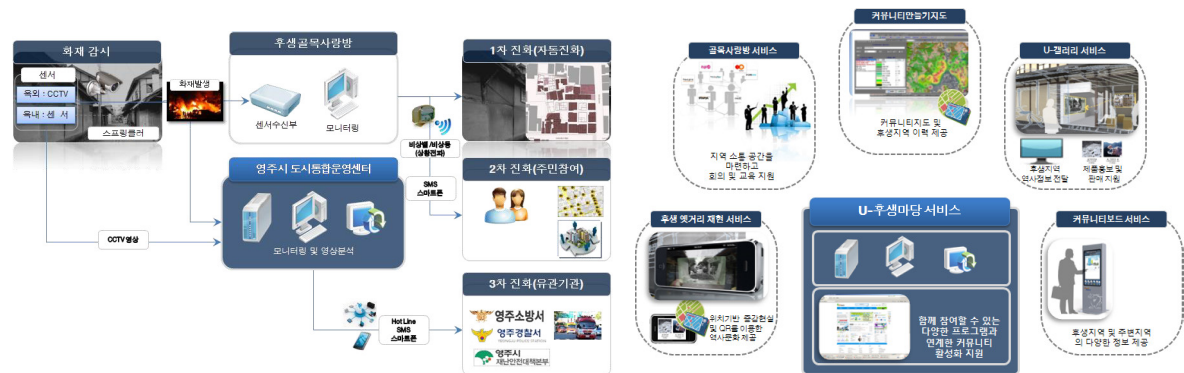 화재 감시
센서
옥외 : CCTV
옥내 : 센 서
스프링클러
화재발생
후생골목사랑방
센서수신부
모니터링
비상벨/비상등
(상황전파)
1차 진화(자동진화)
영주시 도시통합운영센터
모니터링 및 영상분석
CCTV 영상
SMS
스마트폰
2차 진화(주민참여)
Hot Line
SMS
스마트폰
3차 진화(유관기관)
영주소방서
영주경찰서
영주시
재난안전대책본부
골목사랑방 서비스
지역 소통 공간를
마련하고
회의 및 교육 지원
커뮤니티만들기지도
커뮤니티지도 및
후생지역 이력 제공
U-갤러리 서비스
후생지역
역사정보 전달
제품홍보 및
판매 지원
후생 옛거리 재현 서비스
위치기반 증강현실
및 QR를 이용한
역사문화 제공
U-후생마당 서비스
함께 참여할 수 있는
다양한 프로그램과
연계한 커뮤니티
활성화 지원
커뮤니티보드 서비스
후생지역 및 주변지역
의 다양한 정보 제공